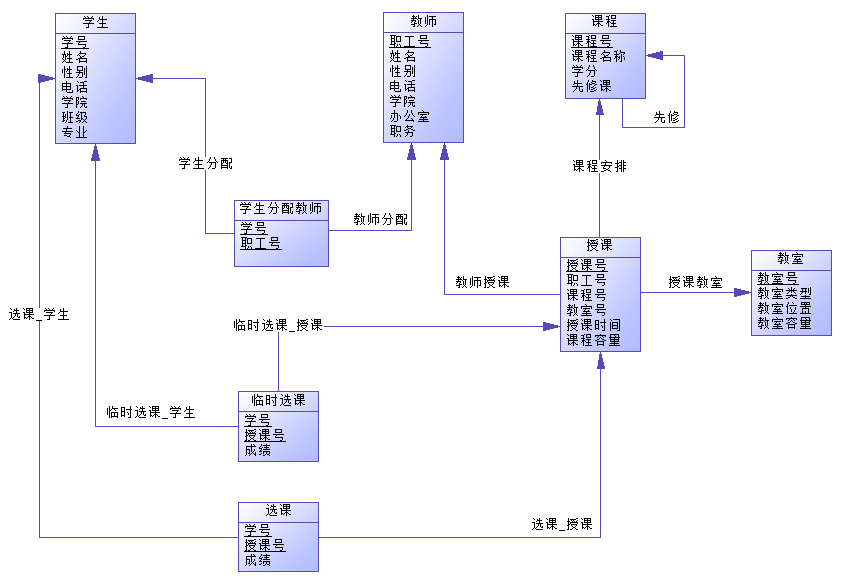 学生
学号
姓名
性别
电话
学院
班级
专业
教师
职工号
姓名
性别
电话
学院
办公室
职务
课程
课程号
课程名称
学分
先修课
先修
学生分配
课程安排
学生分配教师
学号
职工号
教师分配
授课
授课号
职工号
课程号
教室号
授课时间
课程容量
教师授课
授课教室
教室
教室号
教室类型
教室位置
教室容量
选课_学生
临时选课_授课
临时选课_学生
临时选课
学号
授课号
成绩
选课
学号
授课号
成绩
选课_授课